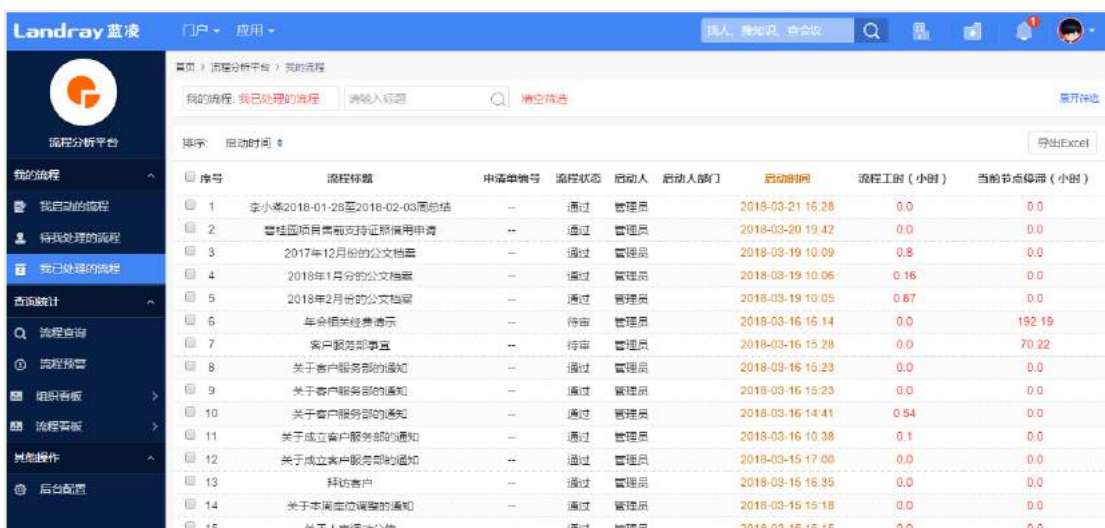 Landray 蓝凌 门户 应用 找人、搜知识、查会议 1
首页 > 流程分析平台 > 我的流程
我的流程: 我已处理的流程 请输入标题 清空筛选 展开筛选
流程分析平台
排序: 启动时间 导出Excel
我的流程
我启动的流程
待我处理的流程
我已处理的流程
查询统计
流程查询
流程预警
组织看板
流程看板
其他操作
后台配置
序号 流程标题 申请单编号 流程状态 启动人 启动人部门 启动时间 流程工时(小时) 当前节点停滞(小时)
1 李小燕2018-01-28至2018-02-03周总结 -- 通过 管理员 2018-03-21 16:28 0.0 0.0
2 碧桂园项目售前支持证照借用申请 -- 通过 管理员 2018-03-20 19:42 0.0 0.0
3 2017年12月份的公文档案 -- 通过 管理员 2018-03-19 10:09 0.8 0.0
4 2018年1月分的公文档案 -- 通过 管理员 2018-03-19 10:06 0.16 0.0
5 2018年2月份的公文档案 -- 通过 管理员 2018-03-19 10:05 0.87 0.0
6 年会相关经费请示 -- 待审 管理员 2018-03-16 16:14 0.0 192.19
7 客户服务部事宜 -- 待审 管理员 2018-03-16 15:28 0.0 70.22
8 关于客户服务部的通知 -- 通过 管理员 2018-03-16 15:23 0.0 0.0
9 关于客户服务部的通知 -- 通过 管理员 2018-03-16 15:23 0.0 0.0
10 关于客户服务部的通知 -- 通过 管理员 2018-03-16 14:41 0.54 0.0
11 关于成立客户服务部的通知 -- 通过 管理员 2018-03-16 10:38 0.1 0.0
12 关于成立客户服务部的通知 -- 通过 管理员 2018-03-15 17:00 0.0 0.0
13 拜访客户 -- 通过 管理员 2018-03-15 16:35 0.0 0.0
14 关于本周座位调整的通知 -- 通过 管理员 2018-03-15 15:18 0.0 0.0